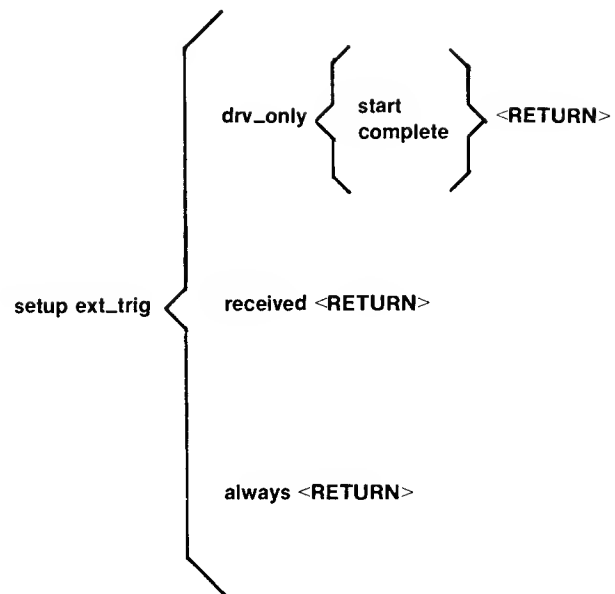 drv_only
start
complete
<RETURN>
setup ext_trig
received <RETURN>
always <RETURN>